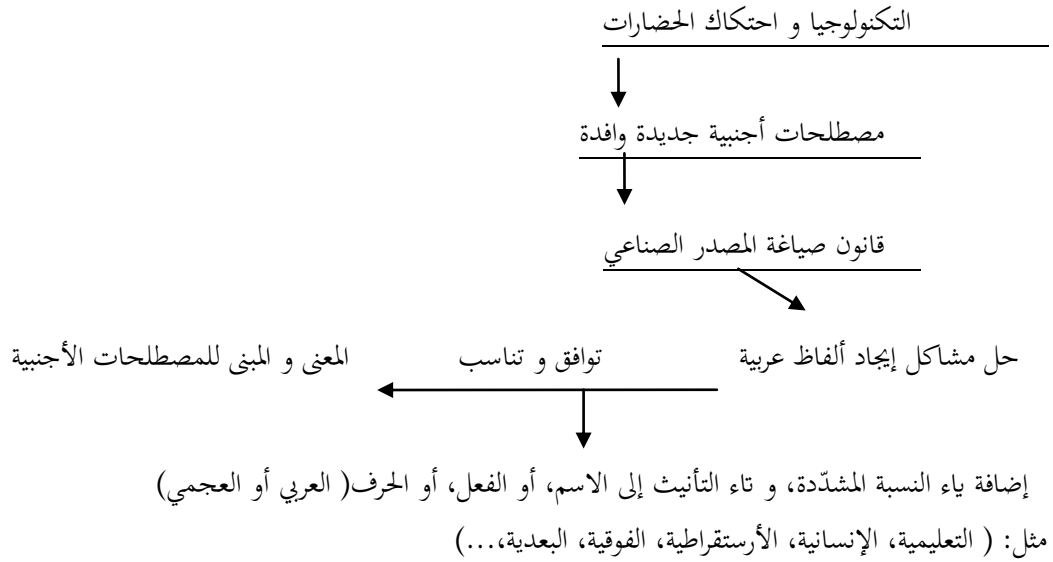 التكنولوجيا و احتكاك الحضارات
مصطلحات أجنبية جديدة وافدة
قانون صياغة المصدر الصناعي
حل مشاكل إيجاد ألفاظ عربية توافق و تناسب المعنى و المبنى للمصطلحات الأجنبية
إضافة ياء النسبة المشدّدة، و تاء التأنيث إلى الاسم، أو الفعل، أو الحرف( العربي أو العجمي)
مثل: ( التعليمية، الإنسانية، الأرستقراطية، الفوقية، البعدية،...)